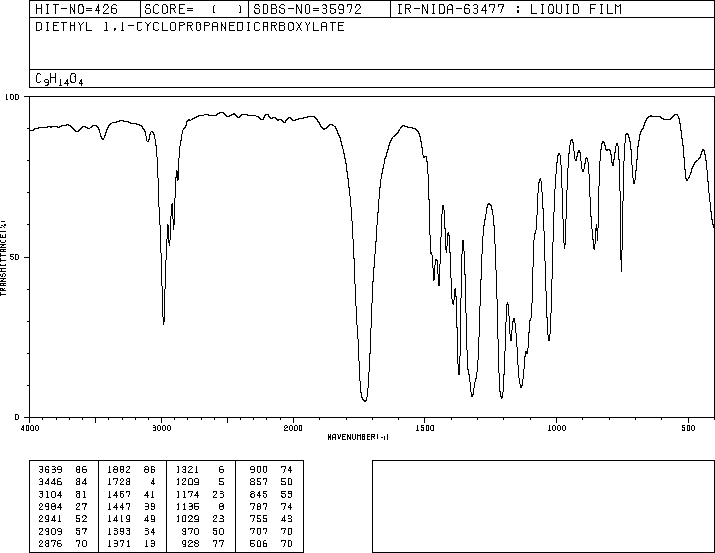 HIT-NO=426 SCORE= ( ) SDBS-NO=35972 IR-NIDA-63477 : LIQUID FILM
DIETHYL 1,1-CYCLOPROPANEDICARBOXYLATE
C9H14O4
100
TRANSMITTANCE(%)
50
0
4000 3000 2000 1500 1000 500
WAVENUMBER(-1)
3639 86 1882 86 1321 6 900 74
3446 84 1728 4 1209 5 857 50
3104 81 1467 41 1174 23 845 53
2984 27 1447 39 1135 8 787 74
2941 52 1419 49 1029 23 755 43
2909 57 1393 34 970 50 707 70
2876 70 1371 13 928 77 506 70